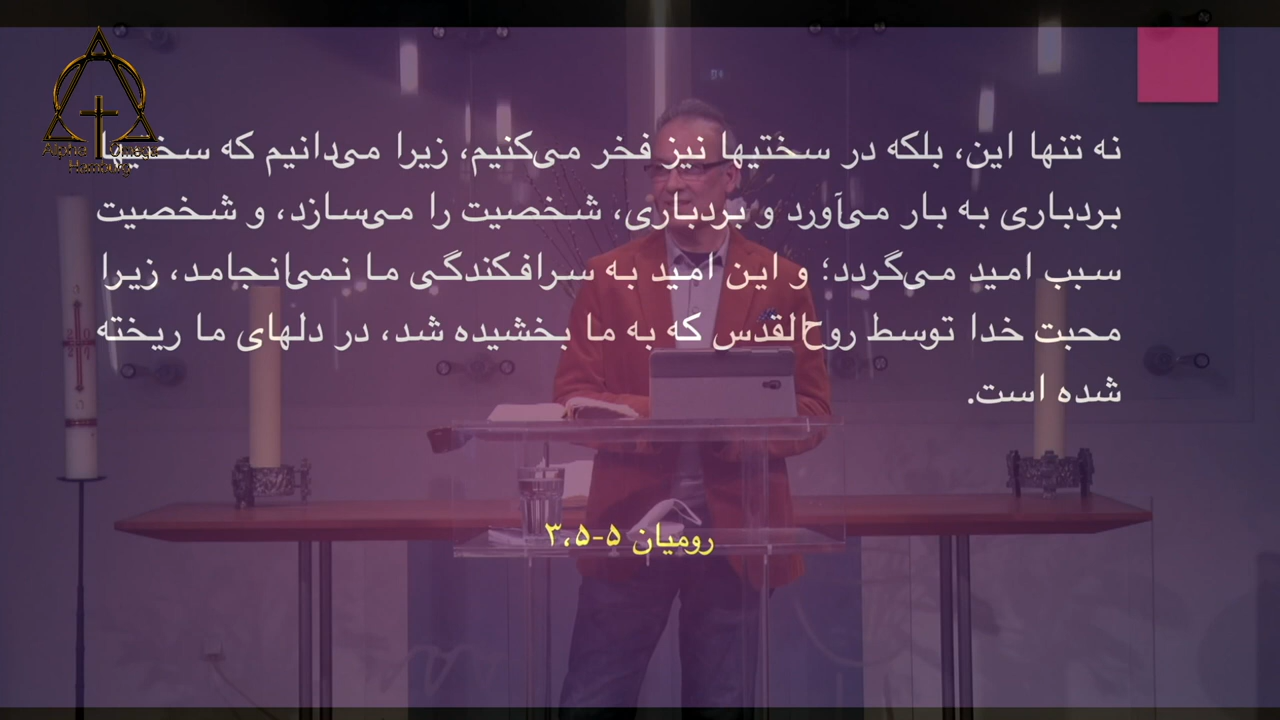 Alpha Omega
Hamburg
نه تنها این، بلکه در سختیها نیز فخر می‌کنیم، زیرا می‌دانیم که
بردباری به بار می‌آورد و بردباری، شخصیت را می‌سازد، و شخصیت
سبب امید می‌گردد؛ و این امید به سرافکندگی ما نمی‌انجامد، زیرا
محبت خدا توسط روح‌القدس که به ما بخشیده شد، در دلهای ما ریخته
شده است.
رومیان ۵-۳،۵